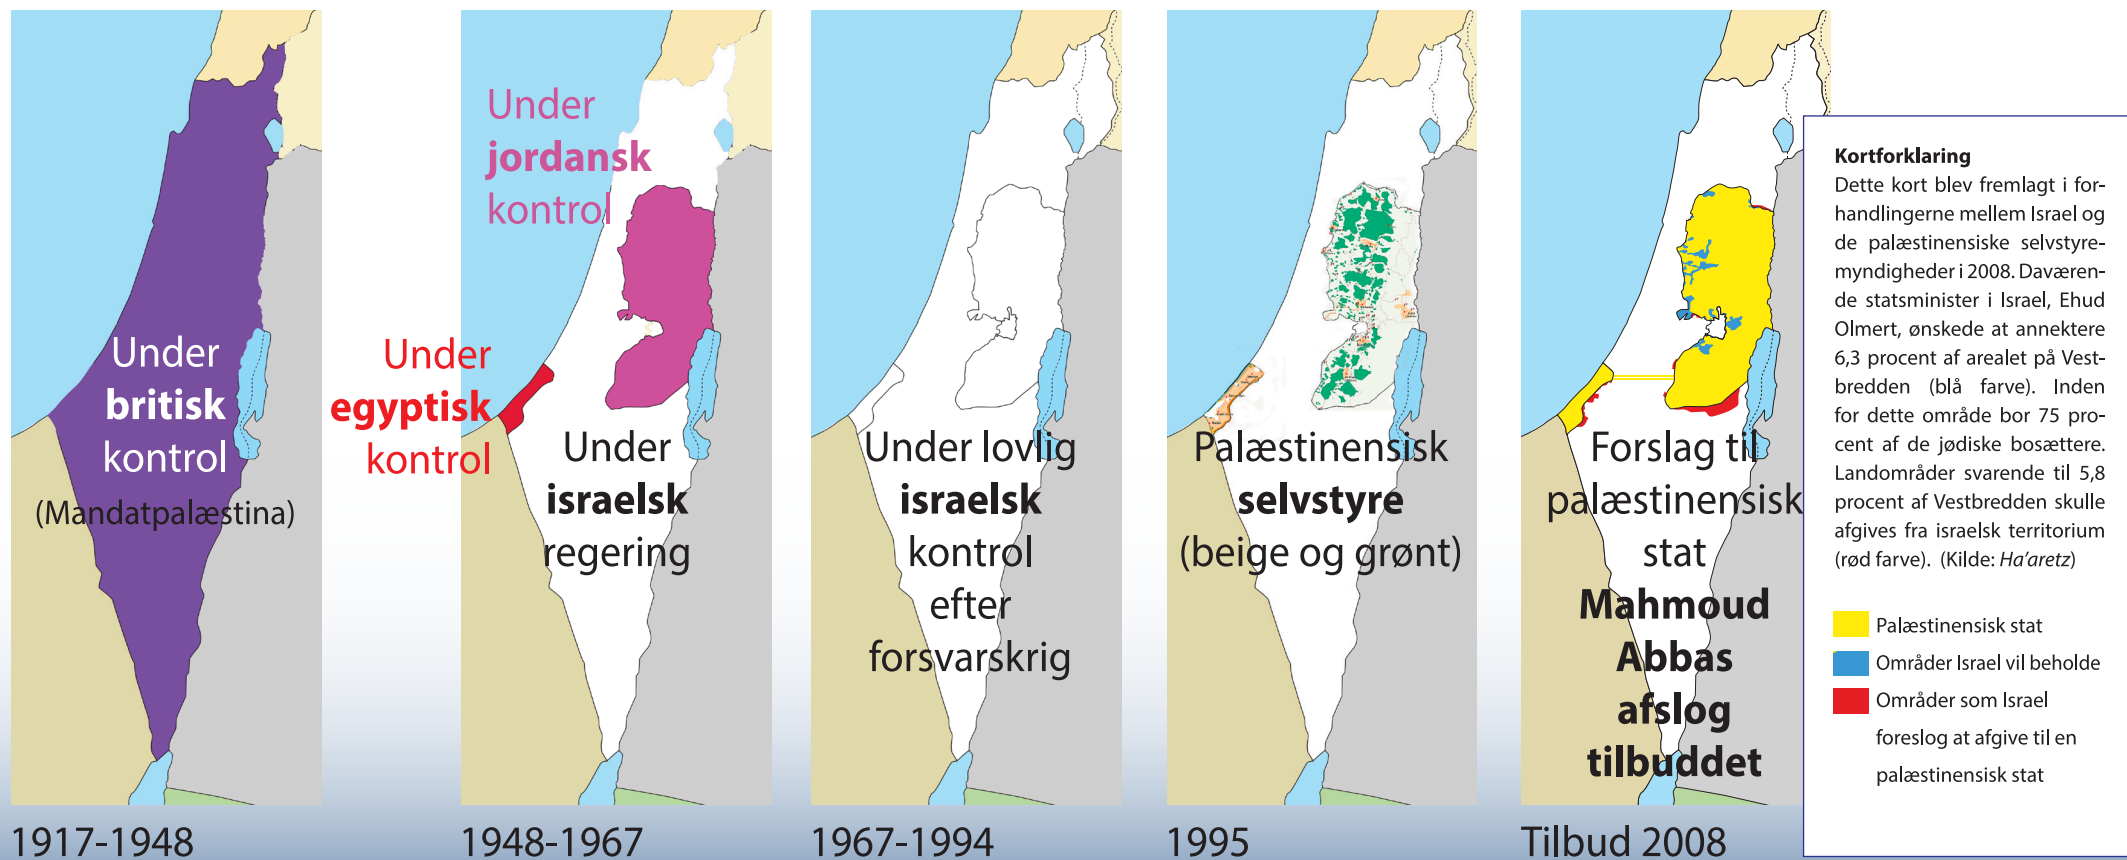 Under
britisk
kontrol
(Mandatpalæstina)
1917-1948
Under
jordansk
kontrol
Under
egyptisk
kontrol
Under
israelsk
regering
1948-1967
Under lovlig
israelsk
kontrol
efter
forsvarskrig
1967-1994
Palæstinensisk
selvstyre
(beige og grønt)
1995
Forslag til
palæstinensisk
stat
Mahmoud
Abbas
afslog
tilbuddet
Tilbud 2008
Kortforklaring
Dette kort blev fremlagt i for-
handlingerne mellem Israel og
de palæstinensiske selvstyre-
myndigheder i 2008. Daværen-
de statsminister i Israel, Ehud
Olmert, ønskede at annektere
6,3 procent af arealet på Vest-
bredden (blå farve). Inden
for dette område bor 75 pro-
cent af de jødiske bosættere.
Landområder svarende til 5,8
procent af Vestbredden skulle
afgives fra israelsk territorium
(rød farve). (Kilde: Ha'aretz)
Palæstinensisk stat
Områder Israel vil beholde
Områder som Israel
foreslog at afgive til en
palæstinensisk stat